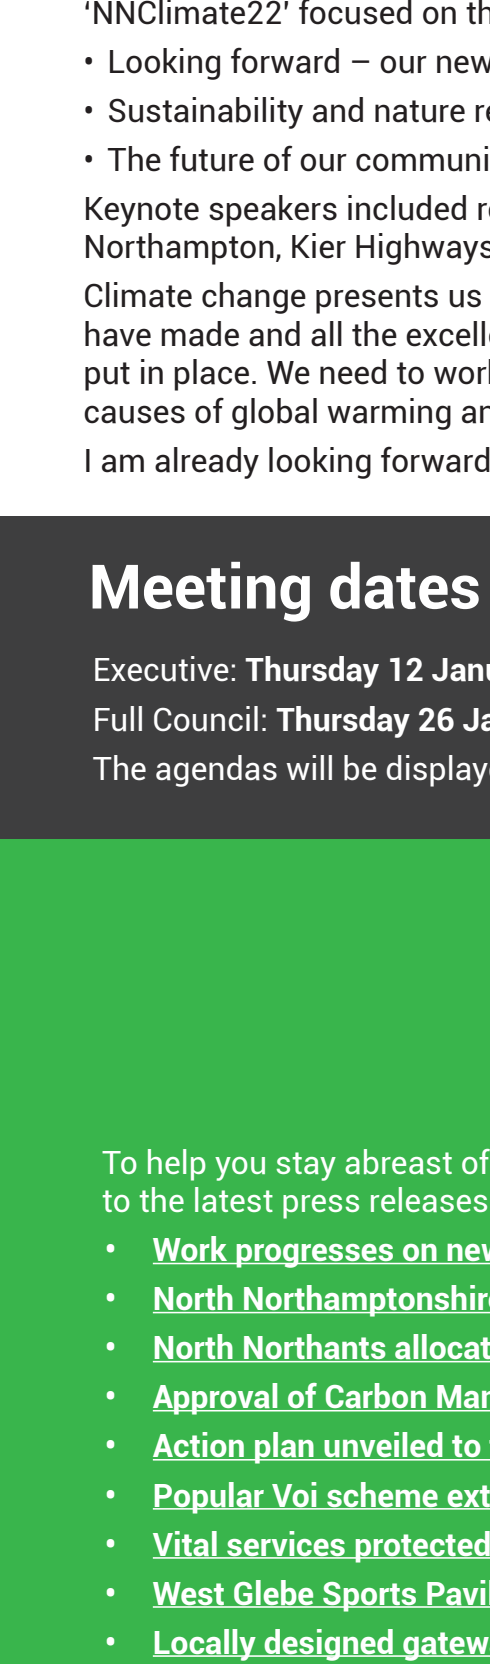 ‘NNClimate22’ focused on th
• Looking forward – our new
• Sustainability and nature re
• The future of our communi
Keynote speakers included re
Northampton, Kier Highways
Climate change presents us
have made and all the excelle
put in place. We need to work
causes of global warming an
I am already looking forward
Meeting dates
Executive: Thursday 12 Janu
Full Council: Thursday 26 Ja
The agendas will be displaye
To help you stay abreast of
to the latest press releases
• Work progresses on new
• North Northamptonshire
• North Northants allocat
• Approval of Carbon Man
• Action plan unveiled to
• Popular Voi scheme ext
• Vital services protected
• West Glebe Sports Pavil
• Locally designed gatew